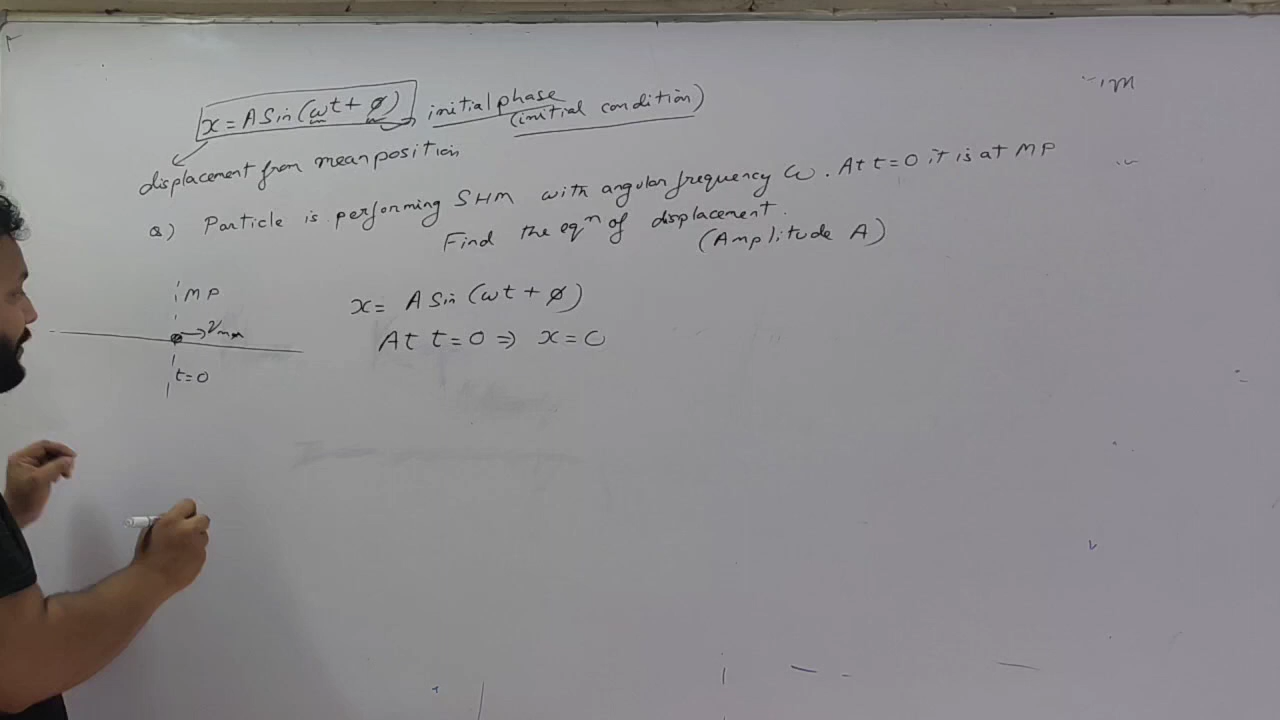 x = A Sin (ωt + φ) initial phase
(initial condition)
displacement from mean position
Q) Particle is performing SHM with angular frequency ω. At t=0 it is at MP
Find the eqⁿ of displacement.
(Amplitude A)
MP
x = A Sin (ωt + φ)
At t=0 ⇒ x=0
t=0